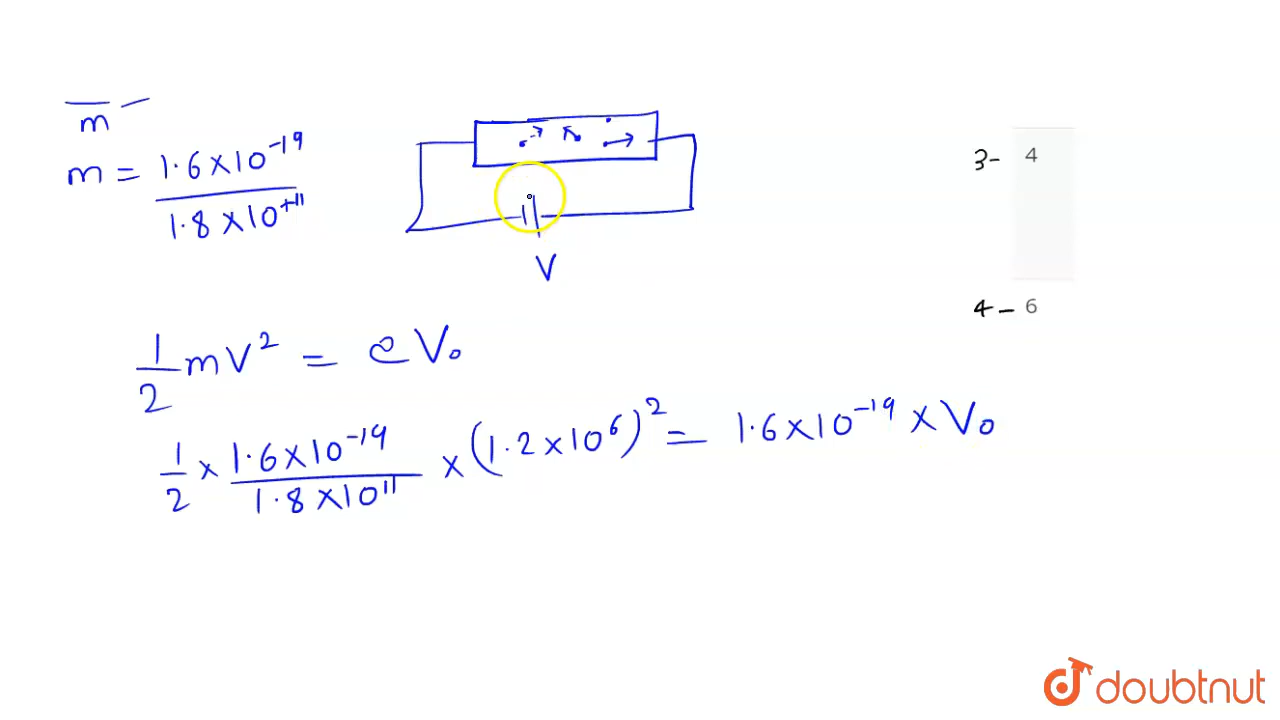 m
m = 1.6×10⁻¹⁹
1.8×10⁺¹¹
V
3- 4
4- 6
1/2 mV² = eV₀
1/2 × 1.6×10⁻¹⁹/1.8×10¹¹ × (1.2×10⁶)² = 1.6×10⁻¹⁹ × V₀
doubtnut